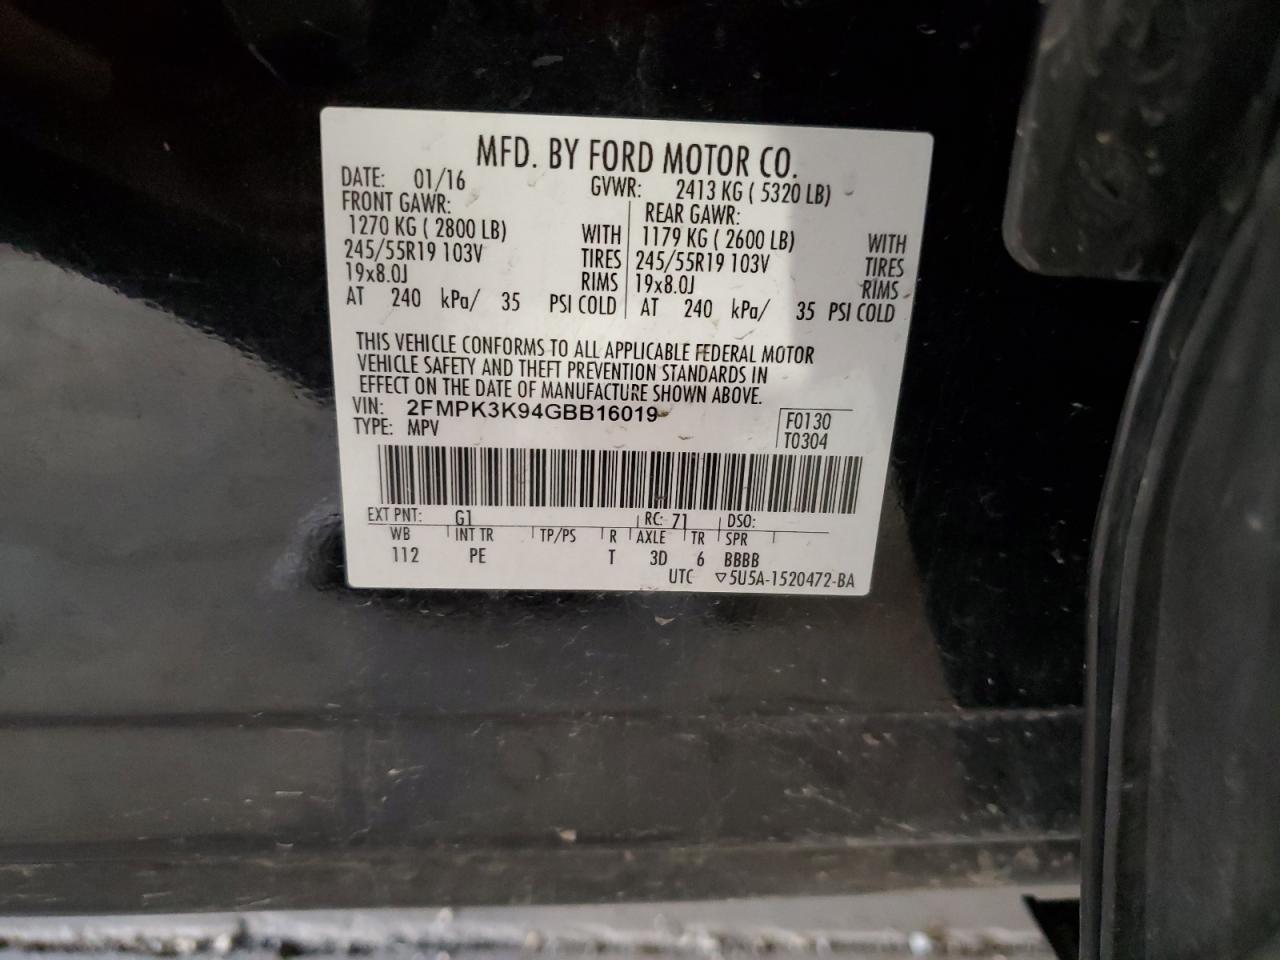 MFD. BY FORD MOTOR CO.
DATE: 01/16 GVWR: 2413 KG ( 5320 LB)
FRONT GAWR: REAR GAWR:
1270 KG ( 2800 LB) WITH 1179 KG ( 2600 LB) WITH
245/55R19 103V TIRES 245/55R19 103V TIRES
19x8.0J RIMS 19x8.0J RIMS
AT 240 kPa/ 35 PSI COLD AT 240 kPa/ 35 PSI COLD
THIS VEHICLE CONFORMS TO ALL APPLICABLE FEDERAL MOTOR
VEHICLE SAFETY AND THEFT PREVENTION STANDARDS IN
EFFECT ON THE DATE OF MANUFACTURE SHOWN ABOVE.
VIN: 2FMPK3K94GBB16019 F0130
TYPE: MPV T0304
EXT PNT: G1 RC: 71 DSO:
WB INT TR TP/PS R AXLE TR SPR
112 PE T 3D 6 BBBB
UTC ▽5U5A-1520472-BA